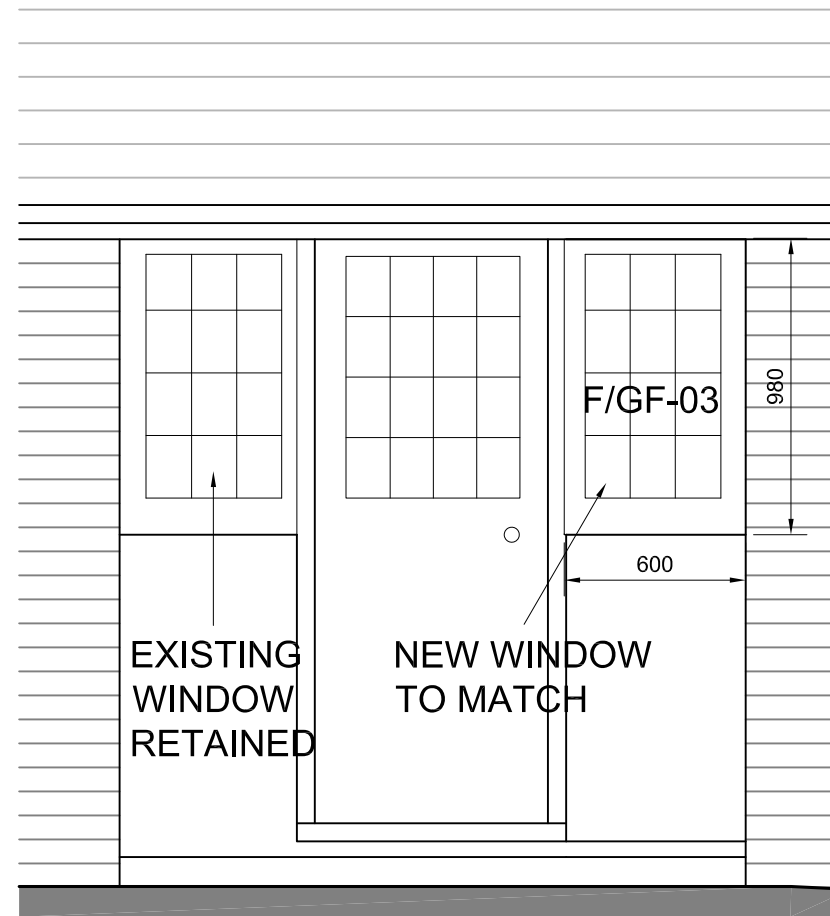 F/GF-03
980
600
EXISTING
WINDOW
RETAINED
NEW WINDOW
TO MATCH